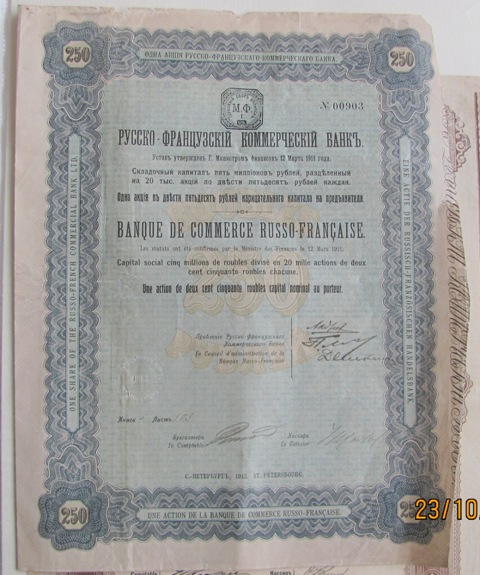 ОДНА АКЦІЯ РУССКО-ФРАНЦУЗСКАГО-КОММЕРЧЕСКАГО БАНКА.
250
250
М.Ф.
№ 00903
РУССКО-ФРАНЦУЗСКІЙ КОММЕРЧЕСКІЙ БАНКЪ.
Уставъ утвержденъ Г. Министромъ Финансовъ 12 Марта 1911 года.
Складочный капиталъ пять милліоновъ рублей, раздѣленный
на 20 тыс. акцій по двѣсти пятьдесятъ рублей каждая.
Одна акція въ двѣсти пятьдесятъ рублей нарицательнаго капитала на предъявителя.
BANQUE DE COMMERCE RUSSO-FRANÇAISE.
Les statuts ont été confirmés par le Ministre des Finances le 12 Mars 1911.
Capital social cinq millions de roubles divisé en 20 mille actions de deux
cent cinquante roubles chacune.
Une action de deux cent cinquante roubles capital nominal au porteur.
250
Правленіе Русско-Французскаго
Коммерческаго Банка
Le Conseil d'administration de la
Banque Russo-Française
Книга
Листъ
Бухгалтеръ
Le Comptable
Кассиръ
Le Caissier
С.-ПЕТЕРБУРГЪ, 1912, ST. PETERSBOURG.
ONE SHARE OF THE RUSSO-FRENCH COMMERCIAL BANK LTD.
EINE ACTIE DER RUSSISCH-FRANZÖSISCHEN HANDELSBANK.
250
UNE ACTION DE LA BANQUE DE COMMERCE RUSSO-FRANÇAISE.
250
23/10
Comptable
Кассиръ